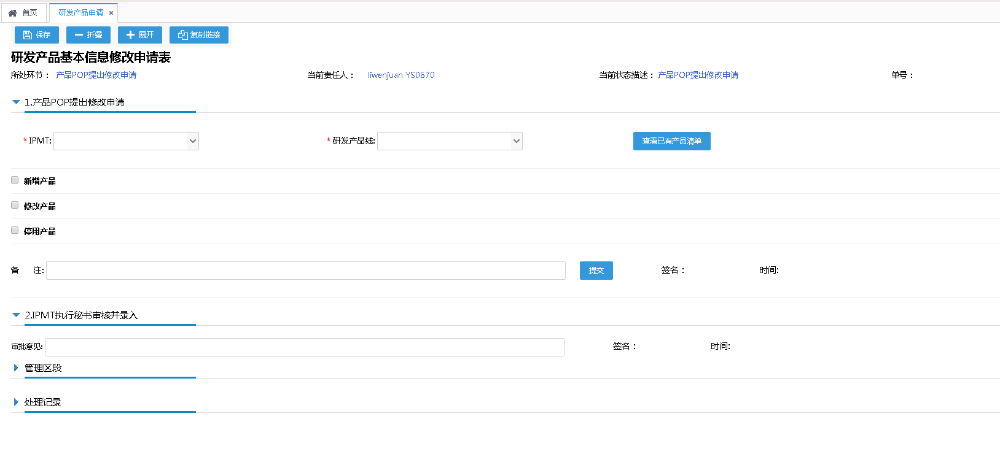 首页 研发产品申请 ×
保存 折叠 展开 复制链接
研发产品基本信息修改申请表
所处环节： 产品POP提出修改申请 当前责任人： liwenjuan YS0670 当前状态描述： 产品POP提出修改申请 单号：
1.产品POP提出修改申请
* IPMT: * 研发产品线: 查看已有产品清单
新增产品
修改产品
停用产品
备 注: 提交 签名： 时间:
2.IPMT执行秘书审核并录入
审批意见: 签名： 时间:
管理区段
处理记录